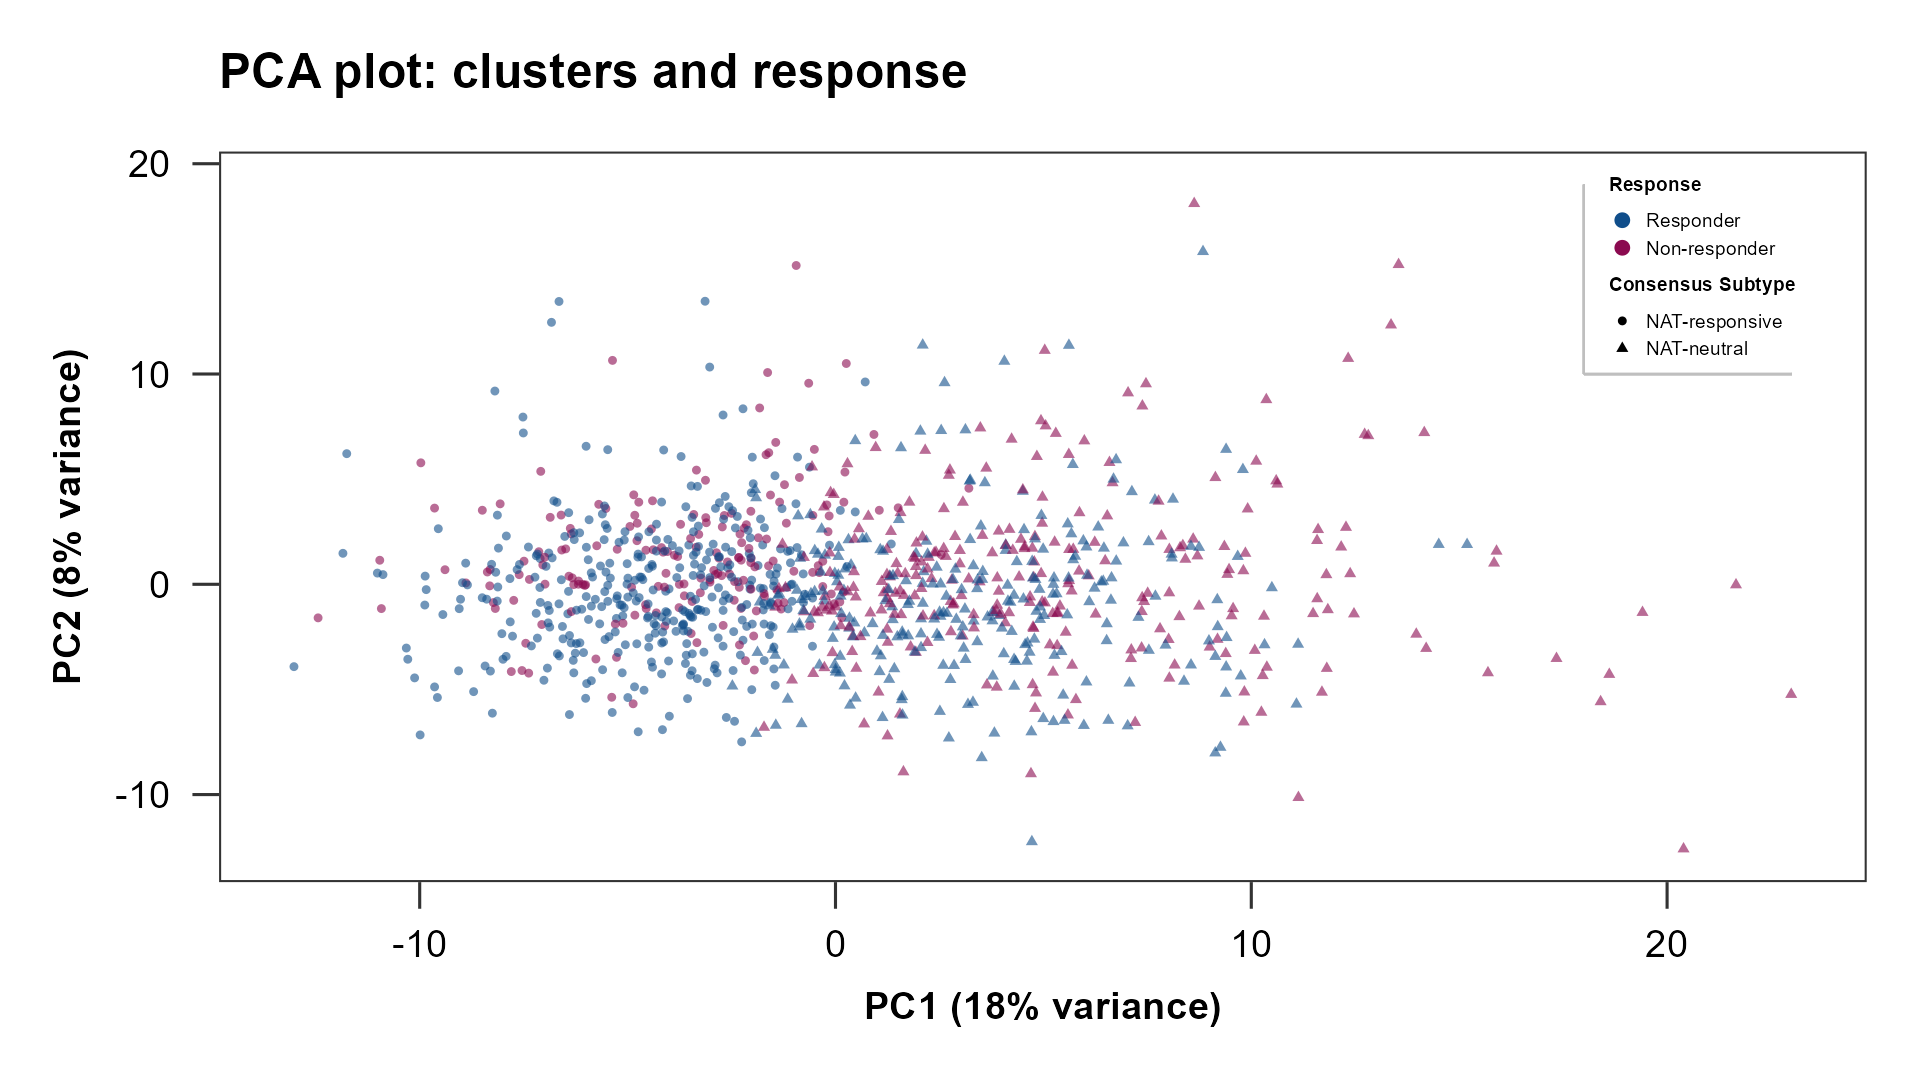 PCA plot: clusters and response
20
10
0
-10
PC2 (8% variance)
Response
Responder
Non-responder
Consensus Subtype
NAT-responsive
NAT-neutral
-10
0
10
20
PC1 (18% variance)